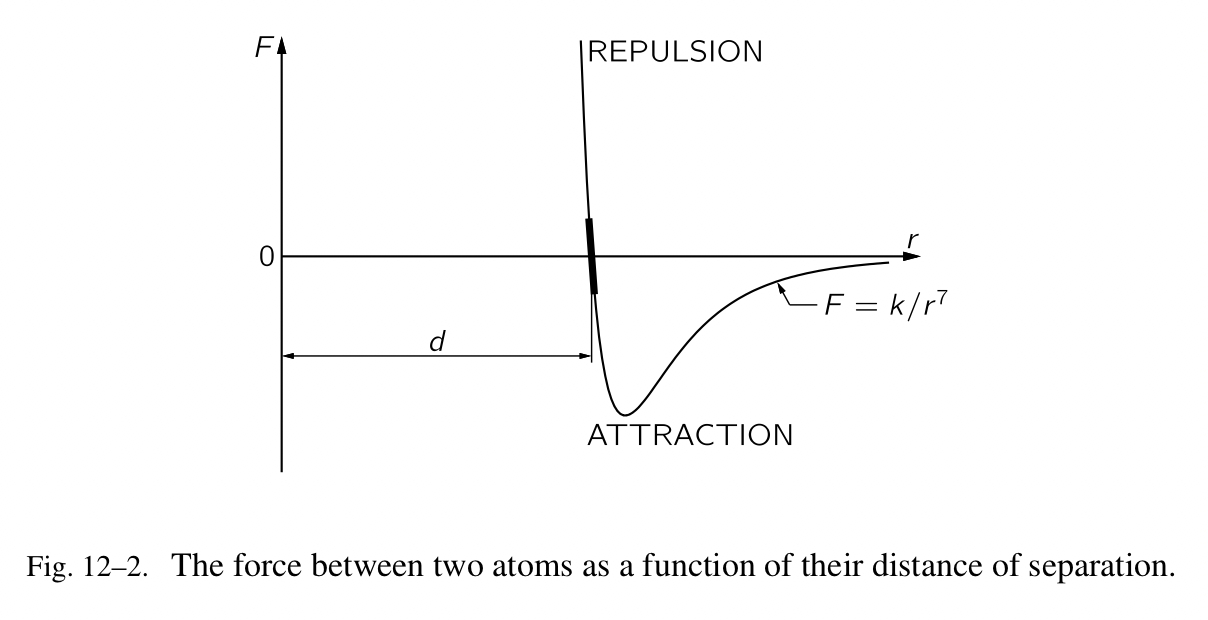 F
REPULSION
0
r
F = k/r⁷
d
ATTRACTION
Fig. 12–2. The force between two atoms as a function of their distance of separation.